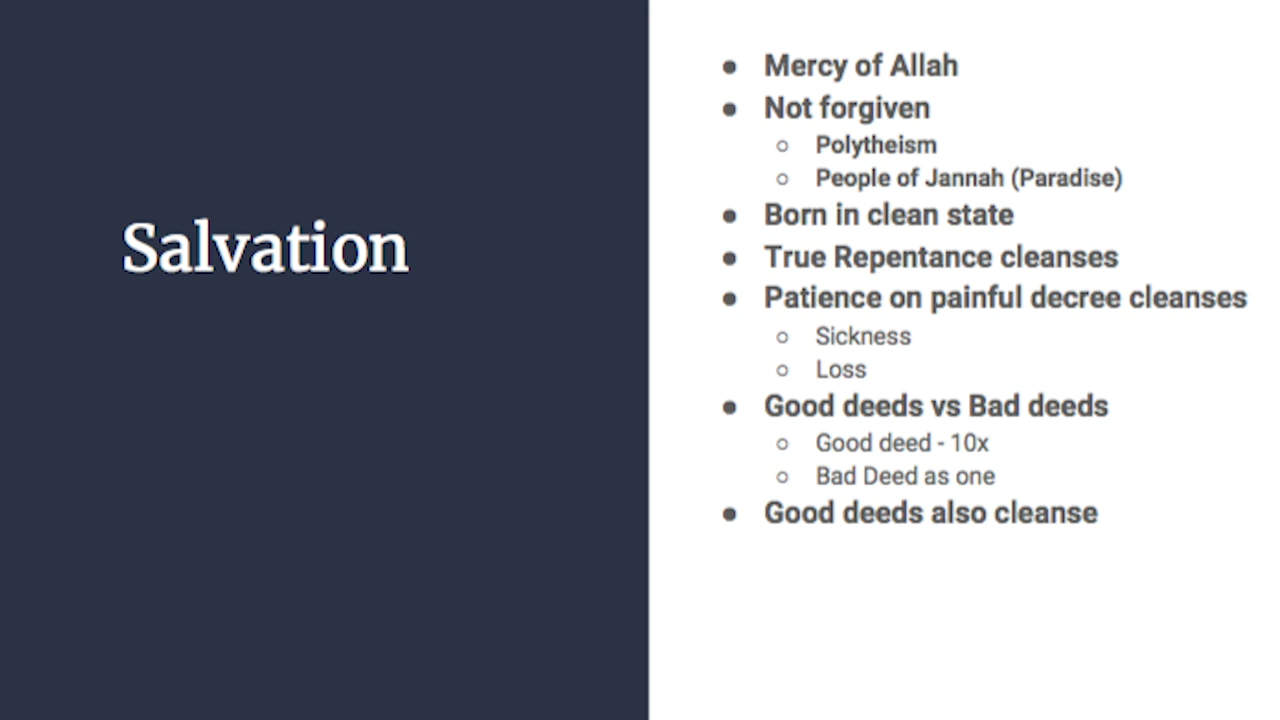 Salvation
● Mercy of Allah
● Not forgiven
○ Polytheism
○ People of Jannah (Paradise)
● Born in clean state
● True Repentance cleanses
● Patience on painful decree cleanses
○ Sickness
○ Loss
● Good deeds vs Bad deeds
○ Good deed - 10x
○ Bad Deed as one
● Good deeds also cleanse